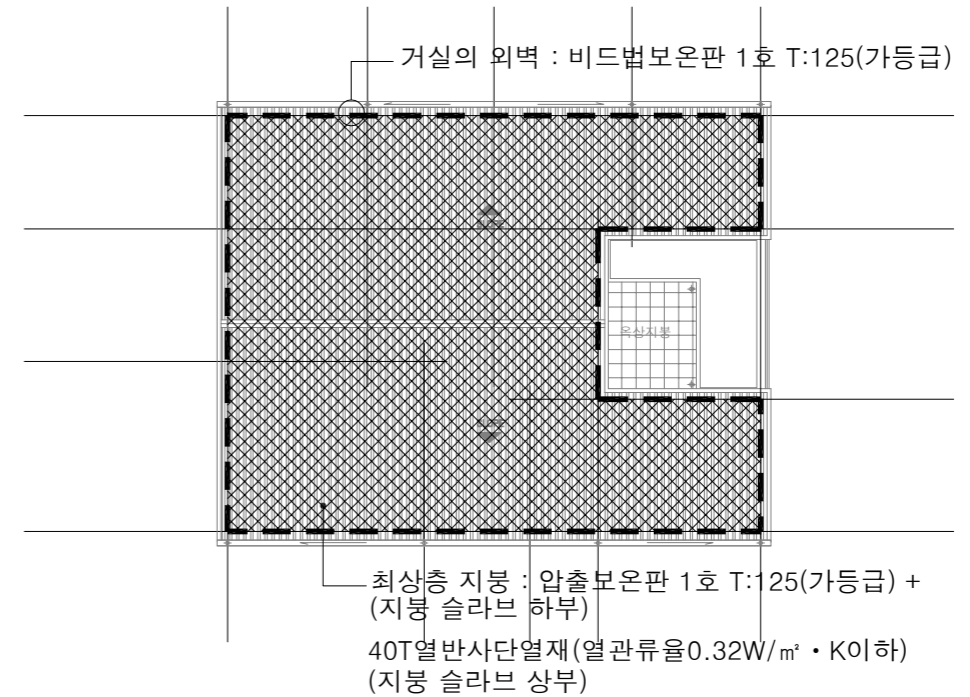 거실의 외벽 : 비드법보온판 1호 T:125(가등급)
옥상지붕
최상층 지붕 : 압출보온판 1호 T:125(가등급) +
(지붕 슬라브 하부)
40T열반사단열재(열관류율0.32W/㎡・K이하)
(지붕 슬라브 상부)